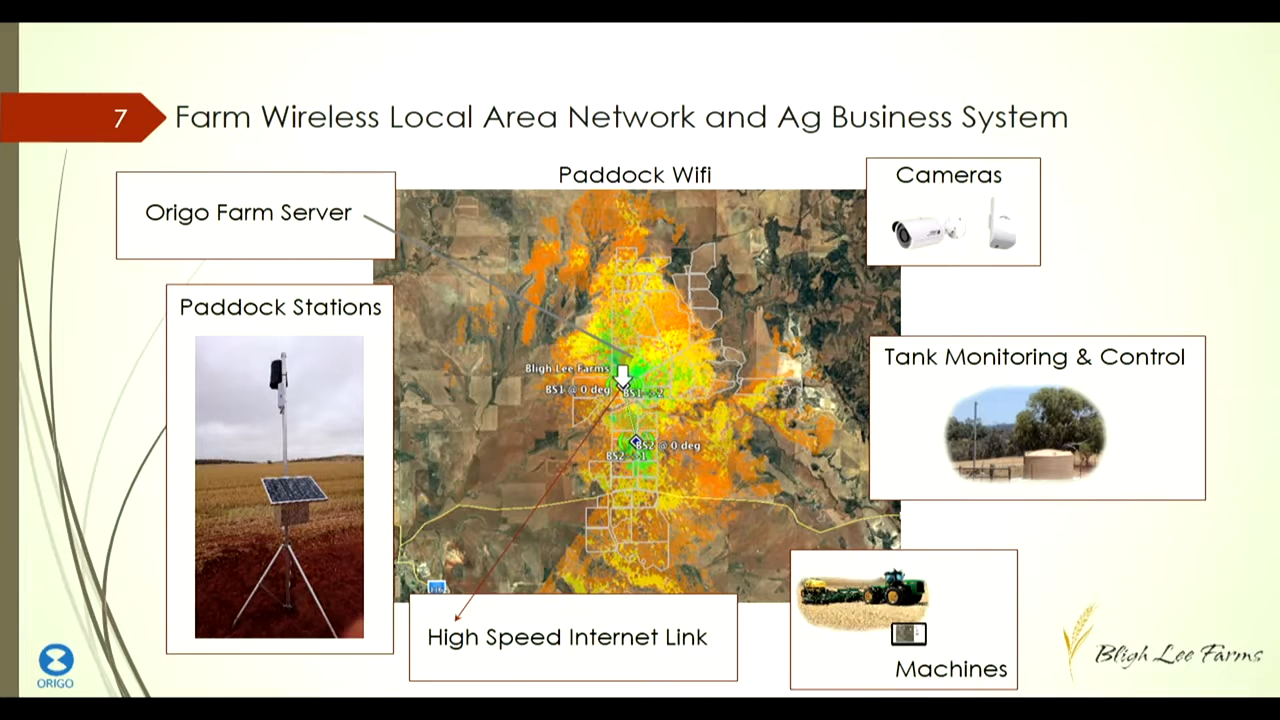 7
Farm Wireless Local Area Network and Ag Business System
Paddock Wifi
Cameras
Origo Farm Server
Paddock Stations
Tank Monitoring & Control
Bligh Lee Farms
BS1 @ 0 deg
BS2 @ 0 deg
High Speed Internet Link
Machines
Bligh Lee Farms
ORIGO